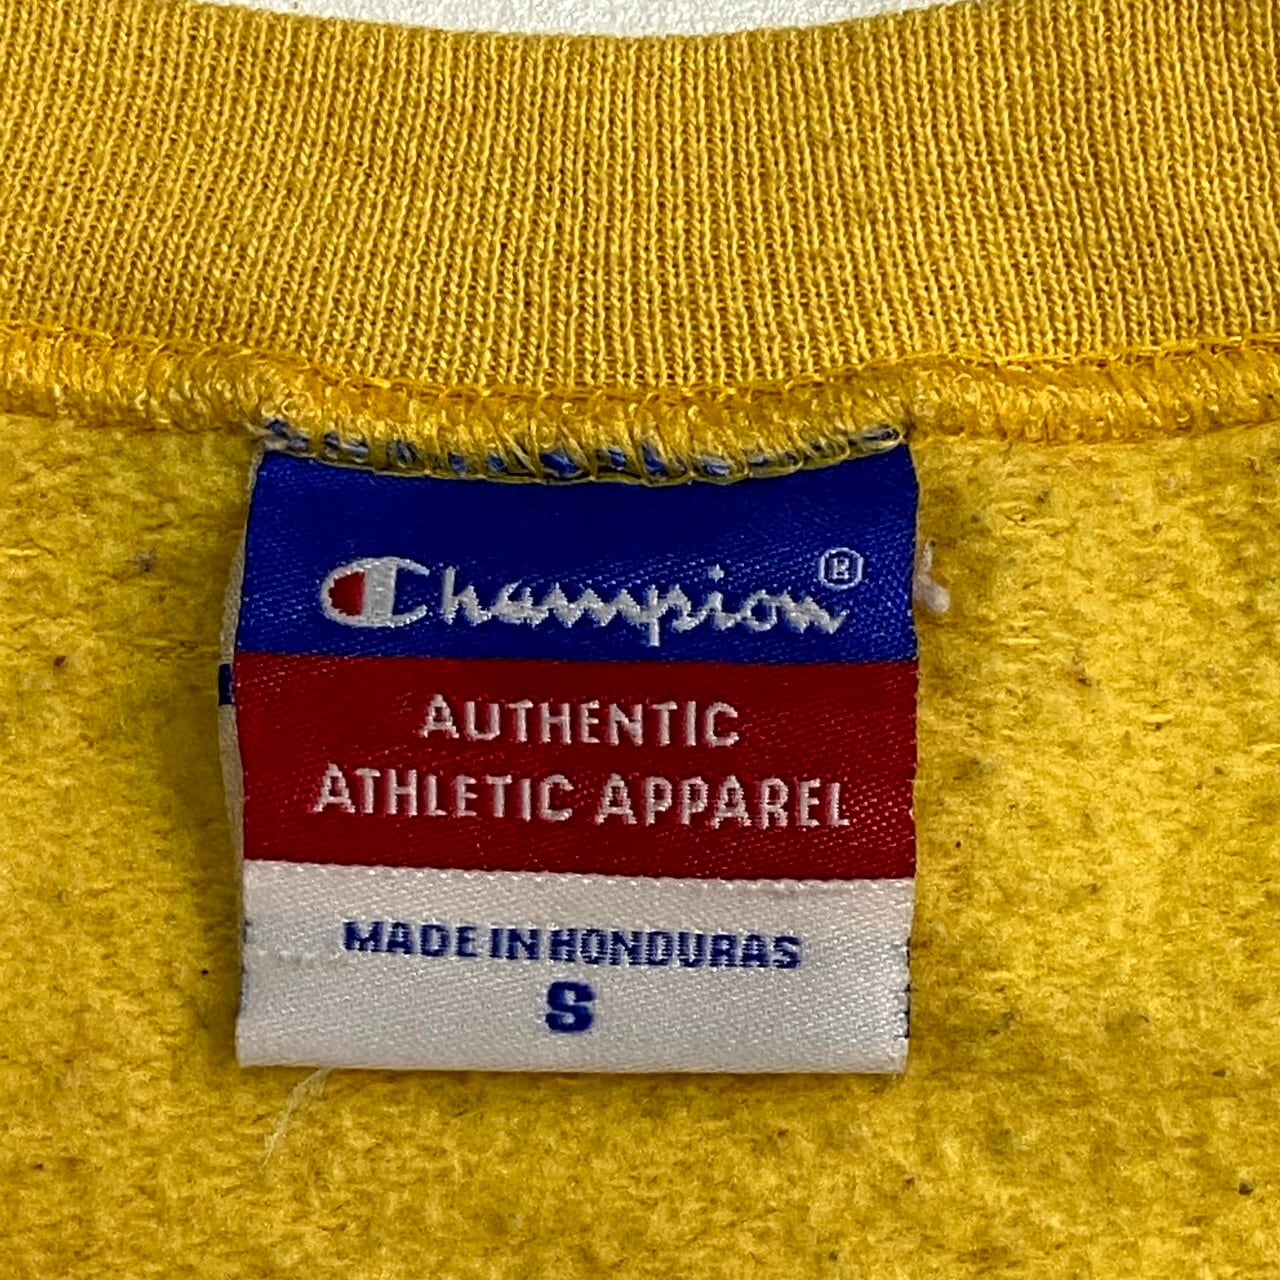 Champion®
AUTHENTIC
ATHLETIC APPAREL
MADE IN HONDURAS
S